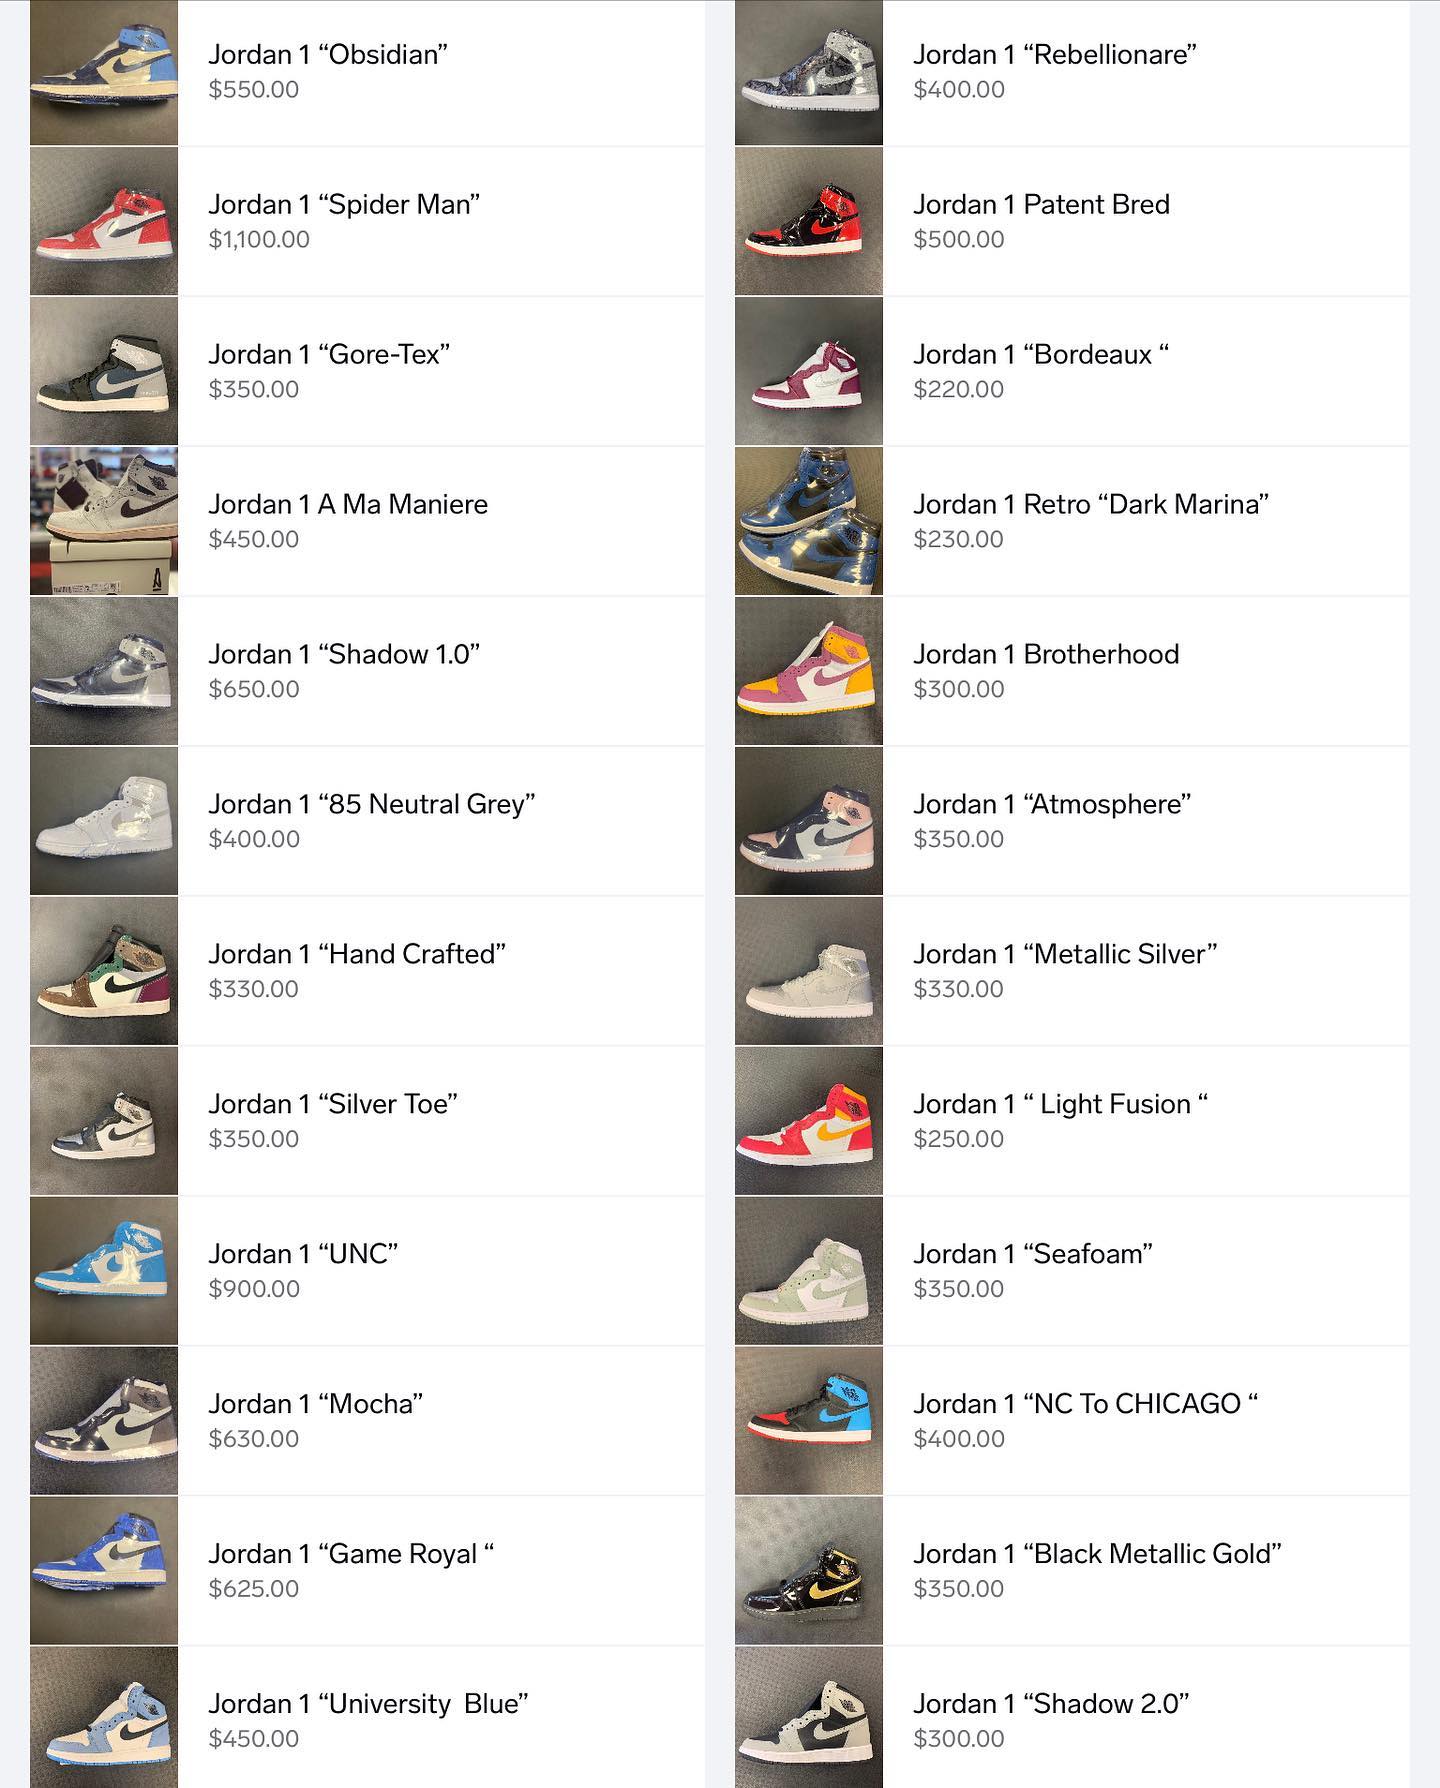 Jordan 1 “Obsidian”
$550.00
Jordan 1 “Spider Man”
$1,100.00
Jordan 1 “Gore-Tex”
$350.00
Jordan 1 A Ma Maniere
$450.00
Jordan 1 “Shadow 1.0”
$650.00
Jordan 1 “85 Neutral Grey”
$400.00
Jordan 1 “Hand Crafted”
$330.00
Jordan 1 “Silver Toe”
$350.00
Jordan 1 “UNC”
$900.00
Jordan 1 “Mocha”
$630.00
Jordan 1 “Game Royal “
$625.00
Jordan 1 “University  Blue”
$450.00
Jordan 1 “Rebellionare”
$400.00
Jordan 1 Patent Bred
$500.00
Jordan 1 “Bordeaux “
$220.00
Jordan 1 Retro “Dark Marina”
$230.00
Jordan 1 Brotherhood
$300.00
Jordan 1 “Atmosphere”
$350.00
Jordan 1 “Metallic Silver”
$330.00
Jordan 1 “ Light Fusion “
$250.00
Jordan 1 “Seafoam”
$350.00
Jordan 1 “NC To CHICAGO “
$400.00
Jordan 1 “Black Metallic Gold”
$350.00
Jordan 1 “Shadow 2.0”
$300.00